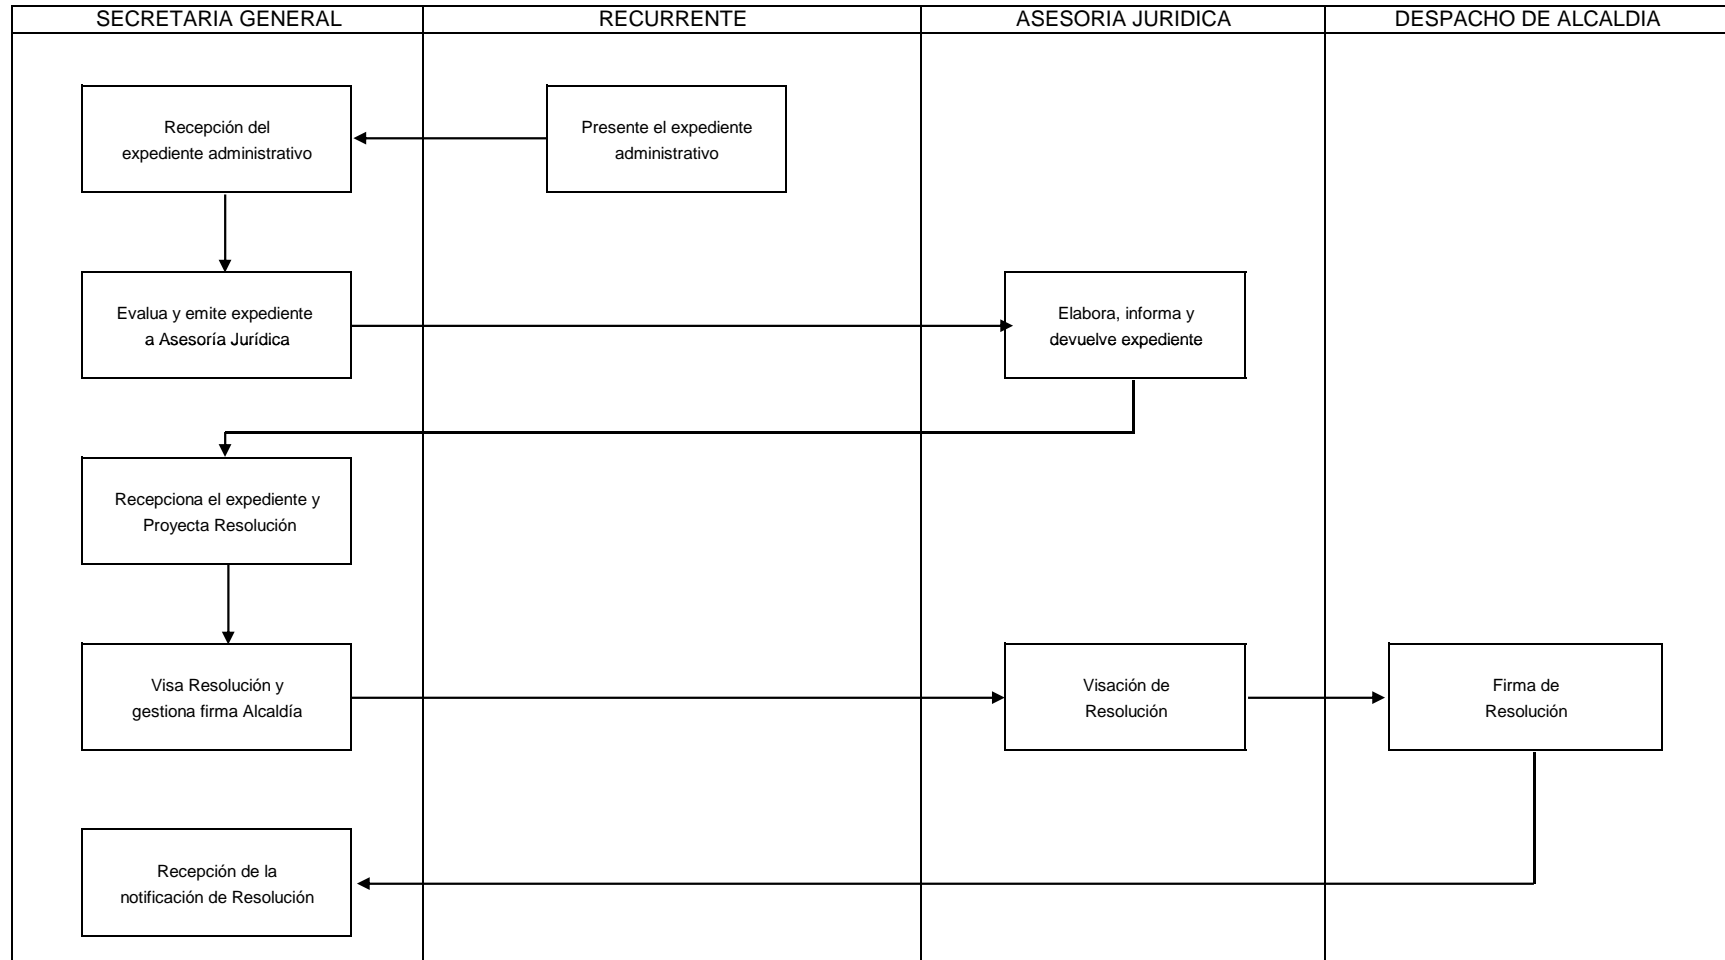 SECRETARIA GENERAL
RECURRENTE
ASESORIA JURIDICA
DESPACHO DE ALCALDIA
Recepción del
expediente administrativo
Presente el expediente
administrativo
Evalua y emite expediente
a Asesoría Jurídica
Elabora, informa y
devuelve expediente
Recepciona el expediente y
Proyecta Resolución
Visa Resolución y
gestiona firma Alcaldía
Visación de
Resolución
Firma de
Resolución
Recepción de la
notificación de Resolución